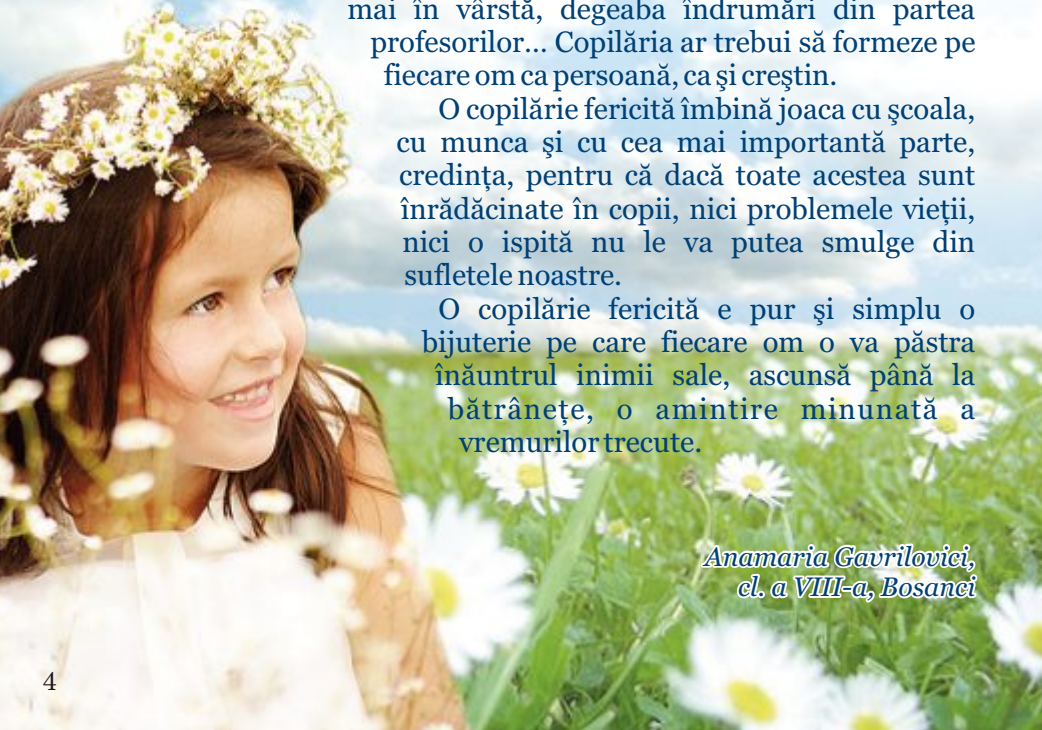 mai în vârstă, degeaba îndrumări din partea
profesorilor... Copilăria ar trebui să formeze pe
fiecare om ca persoană, ca şi creştin.
O copilărie fericită îmbină joaca cu şcoala,
cu munca şi cu cea mai importantă parte,
credința, pentru că dacă toate acestea sunt
înrădăcinate în copii, nici problemele vieții,
nici o ispită nu le va putea smulge din
sufletele noastre.
O copilărie fericită e pur şi simplu o
bijuterie pe care fiecare om o va păstra
înăuntrul inimii sale, ascunsă până la
bătrânețe, o amintire minunată a
vremurilor trecute.
Anamaria Gavrilovici,
cl. a VIII-a, Bosanci
4